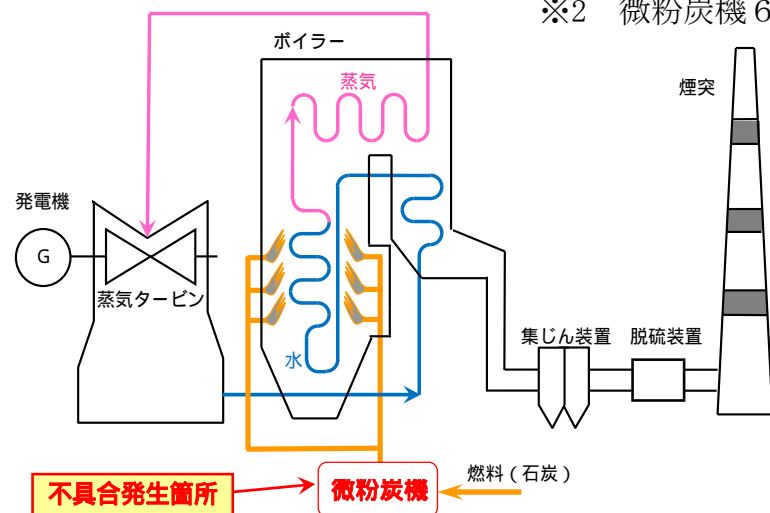 ※2　微粉炭機６
ボイラー
蒸気
煙突
発電機
G
蒸気タービン
水
集じん装置
脱硫装置
不具合発生箇所
微粉炭機
燃料（石炭）